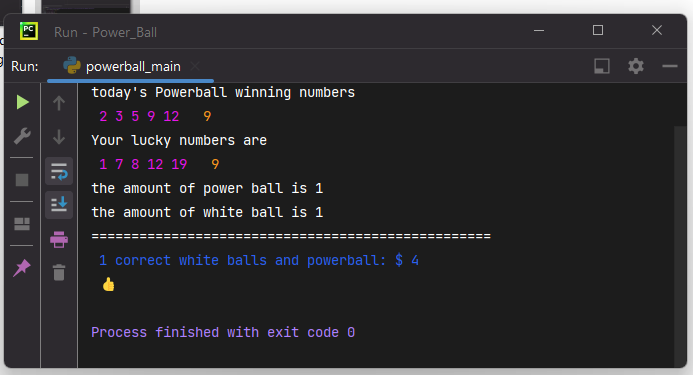 PC Run - Power_Ball
Run: powerball_main
today's Powerball winning numbers
2 3 5 9 12 9
Your lucky numbers are
1 7 8 12 19 9
the amount of power ball is 1
the amount of white ball is 1
==================================================
1 correct white balls and powerball: $ 4
👍
Process finished with exit code 0